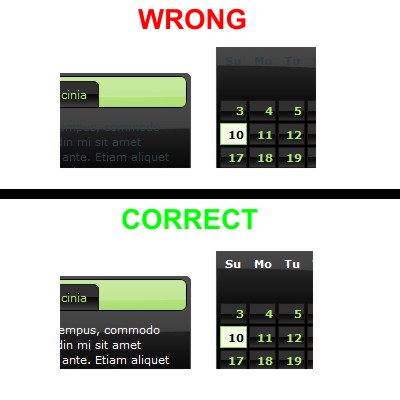 WRONG
cinia
empus, commodo
din mi sit amet
ante. Etiam aliquet
Su Mo Tu
3 4 5
10 11 12
17 18 19
CORRECT
cinia
empus, commodo
din mi sit amet
ante. Etiam aliquet
Su Mo Tu
3 4 5
10 11 12
17 18 19